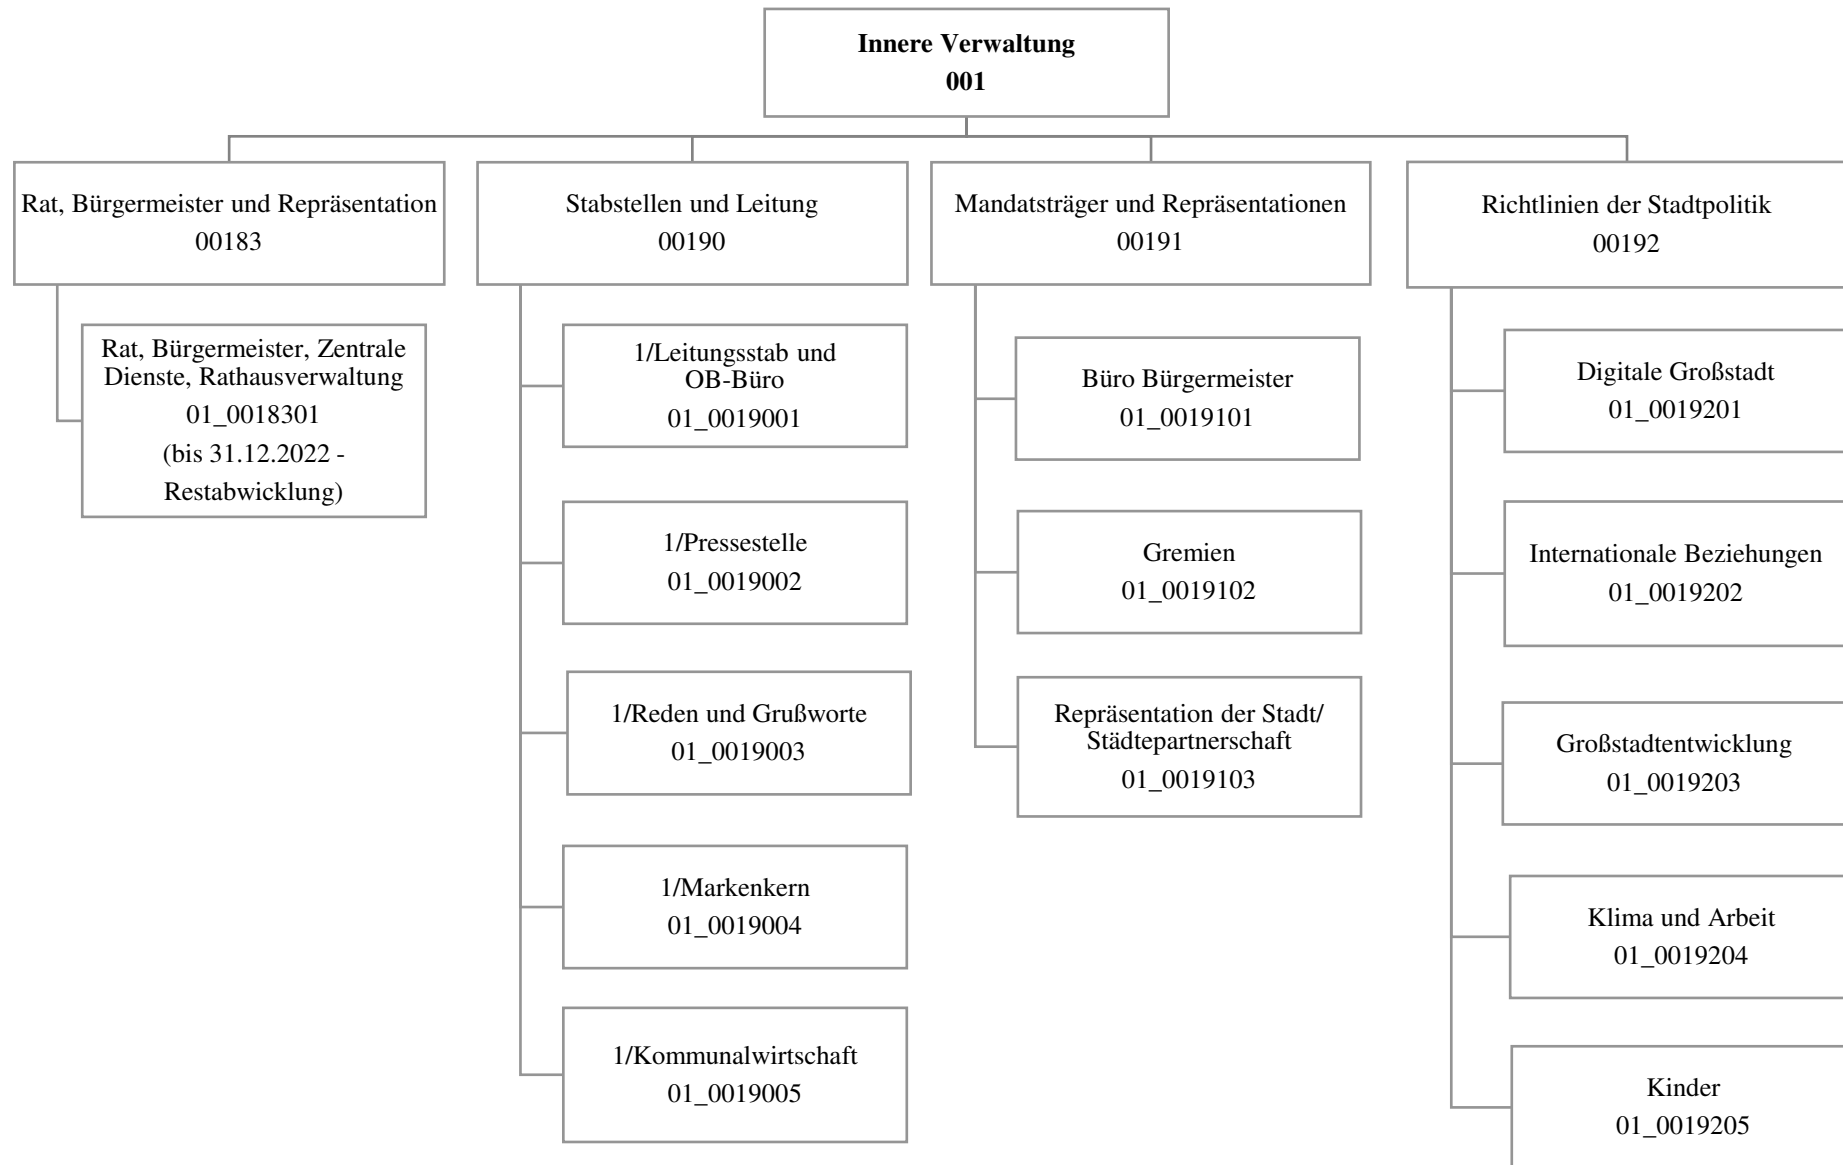 Innere Verwaltung
001
Rat, Bürgermeister und Repräsentation
00183
Rat, Bürgermeister, Zentrale
Dienste, Rathausverwaltung
01_0018301
(bis 31.12.2022 -
Restabwicklung)
Stabstellen und Leitung
00190
1/Leitungsstab und
OB-Büro
01_0019001
1/Pressestelle
01_0019002
1/Reden und Grußworte
01_0019003
1/Markenkern
01_0019004
1/Kommunalwirtschaft
01_0019005
Mandatsträger und Repräsentationen
00191
Büro Bürgermeister
01_0019101
Gremien
01_0019102
Repräsentation der Stadt/
Städtepartnerschaft
01_0019103
Richtlinien der Stadtpolitik
00192
Digitale Großstadt
01_0019201
Internationale Beziehungen
01_0019202
Großstadtentwicklung
01_0019203
Klima und Arbeit
01_0019204
Kinder
01_0019205